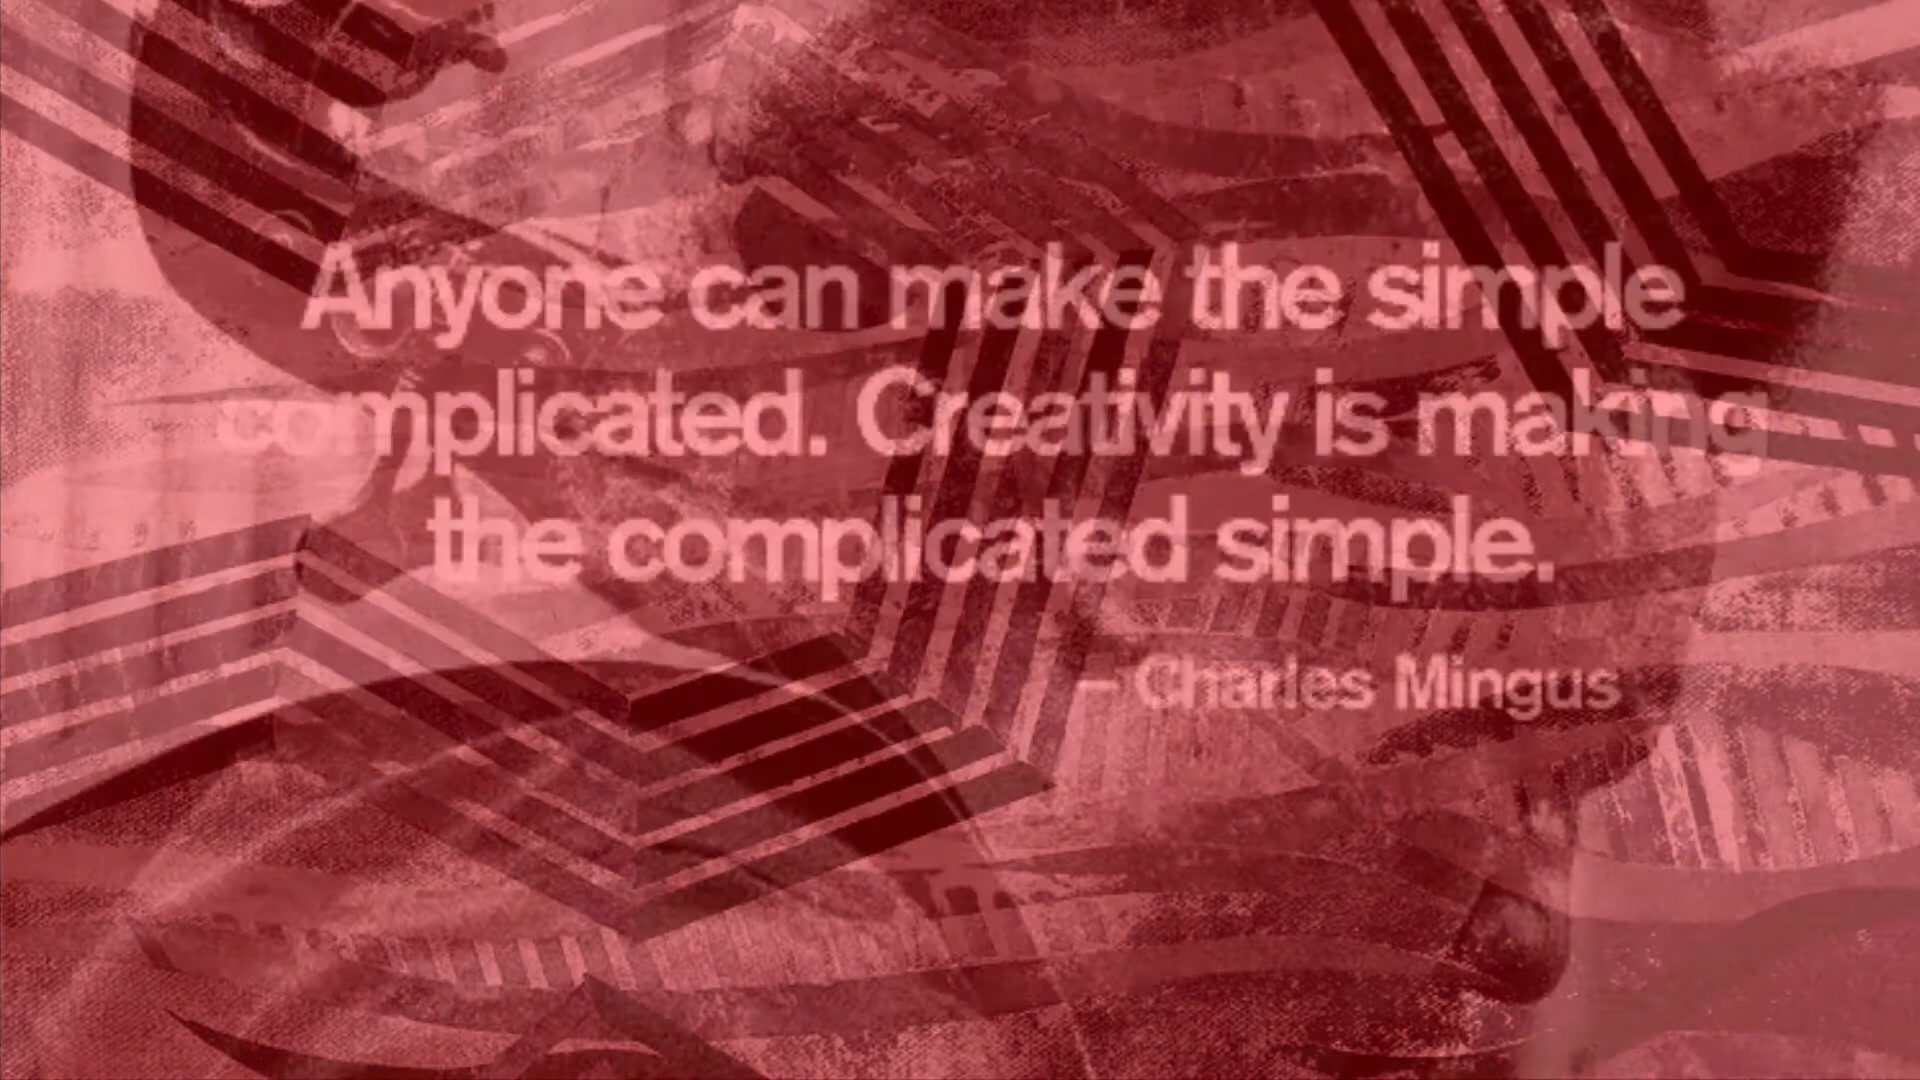 Anyone can make the simple
complicated. Creativity is making
the complicated simple.
– Charles Mingus